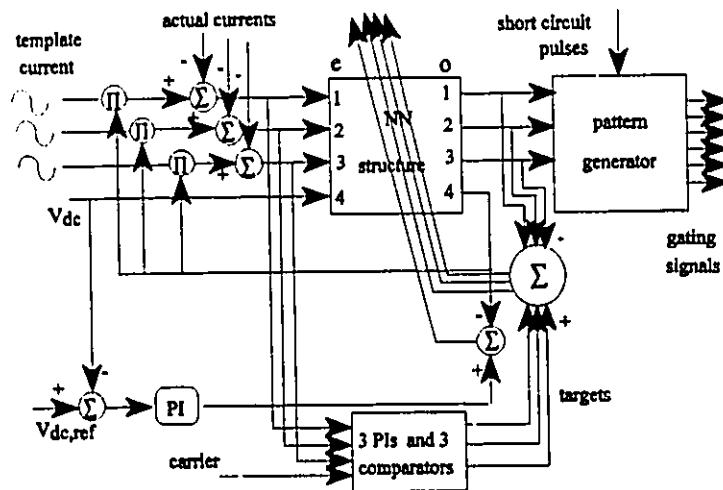 actual currents
short circuit
pulses
template
current
e
o
- - -
+ Σ
Π
1
1
+ Σ
Π
2
NN
2
pattern
generator
Π
+ Σ
3
structure
3
4
4
Vdc
gating
signals
-
Σ
+
-
Σ
+
-
+
Σ
PI
targets
Vdc,ref
3 PIs and 3
comparators
carrier